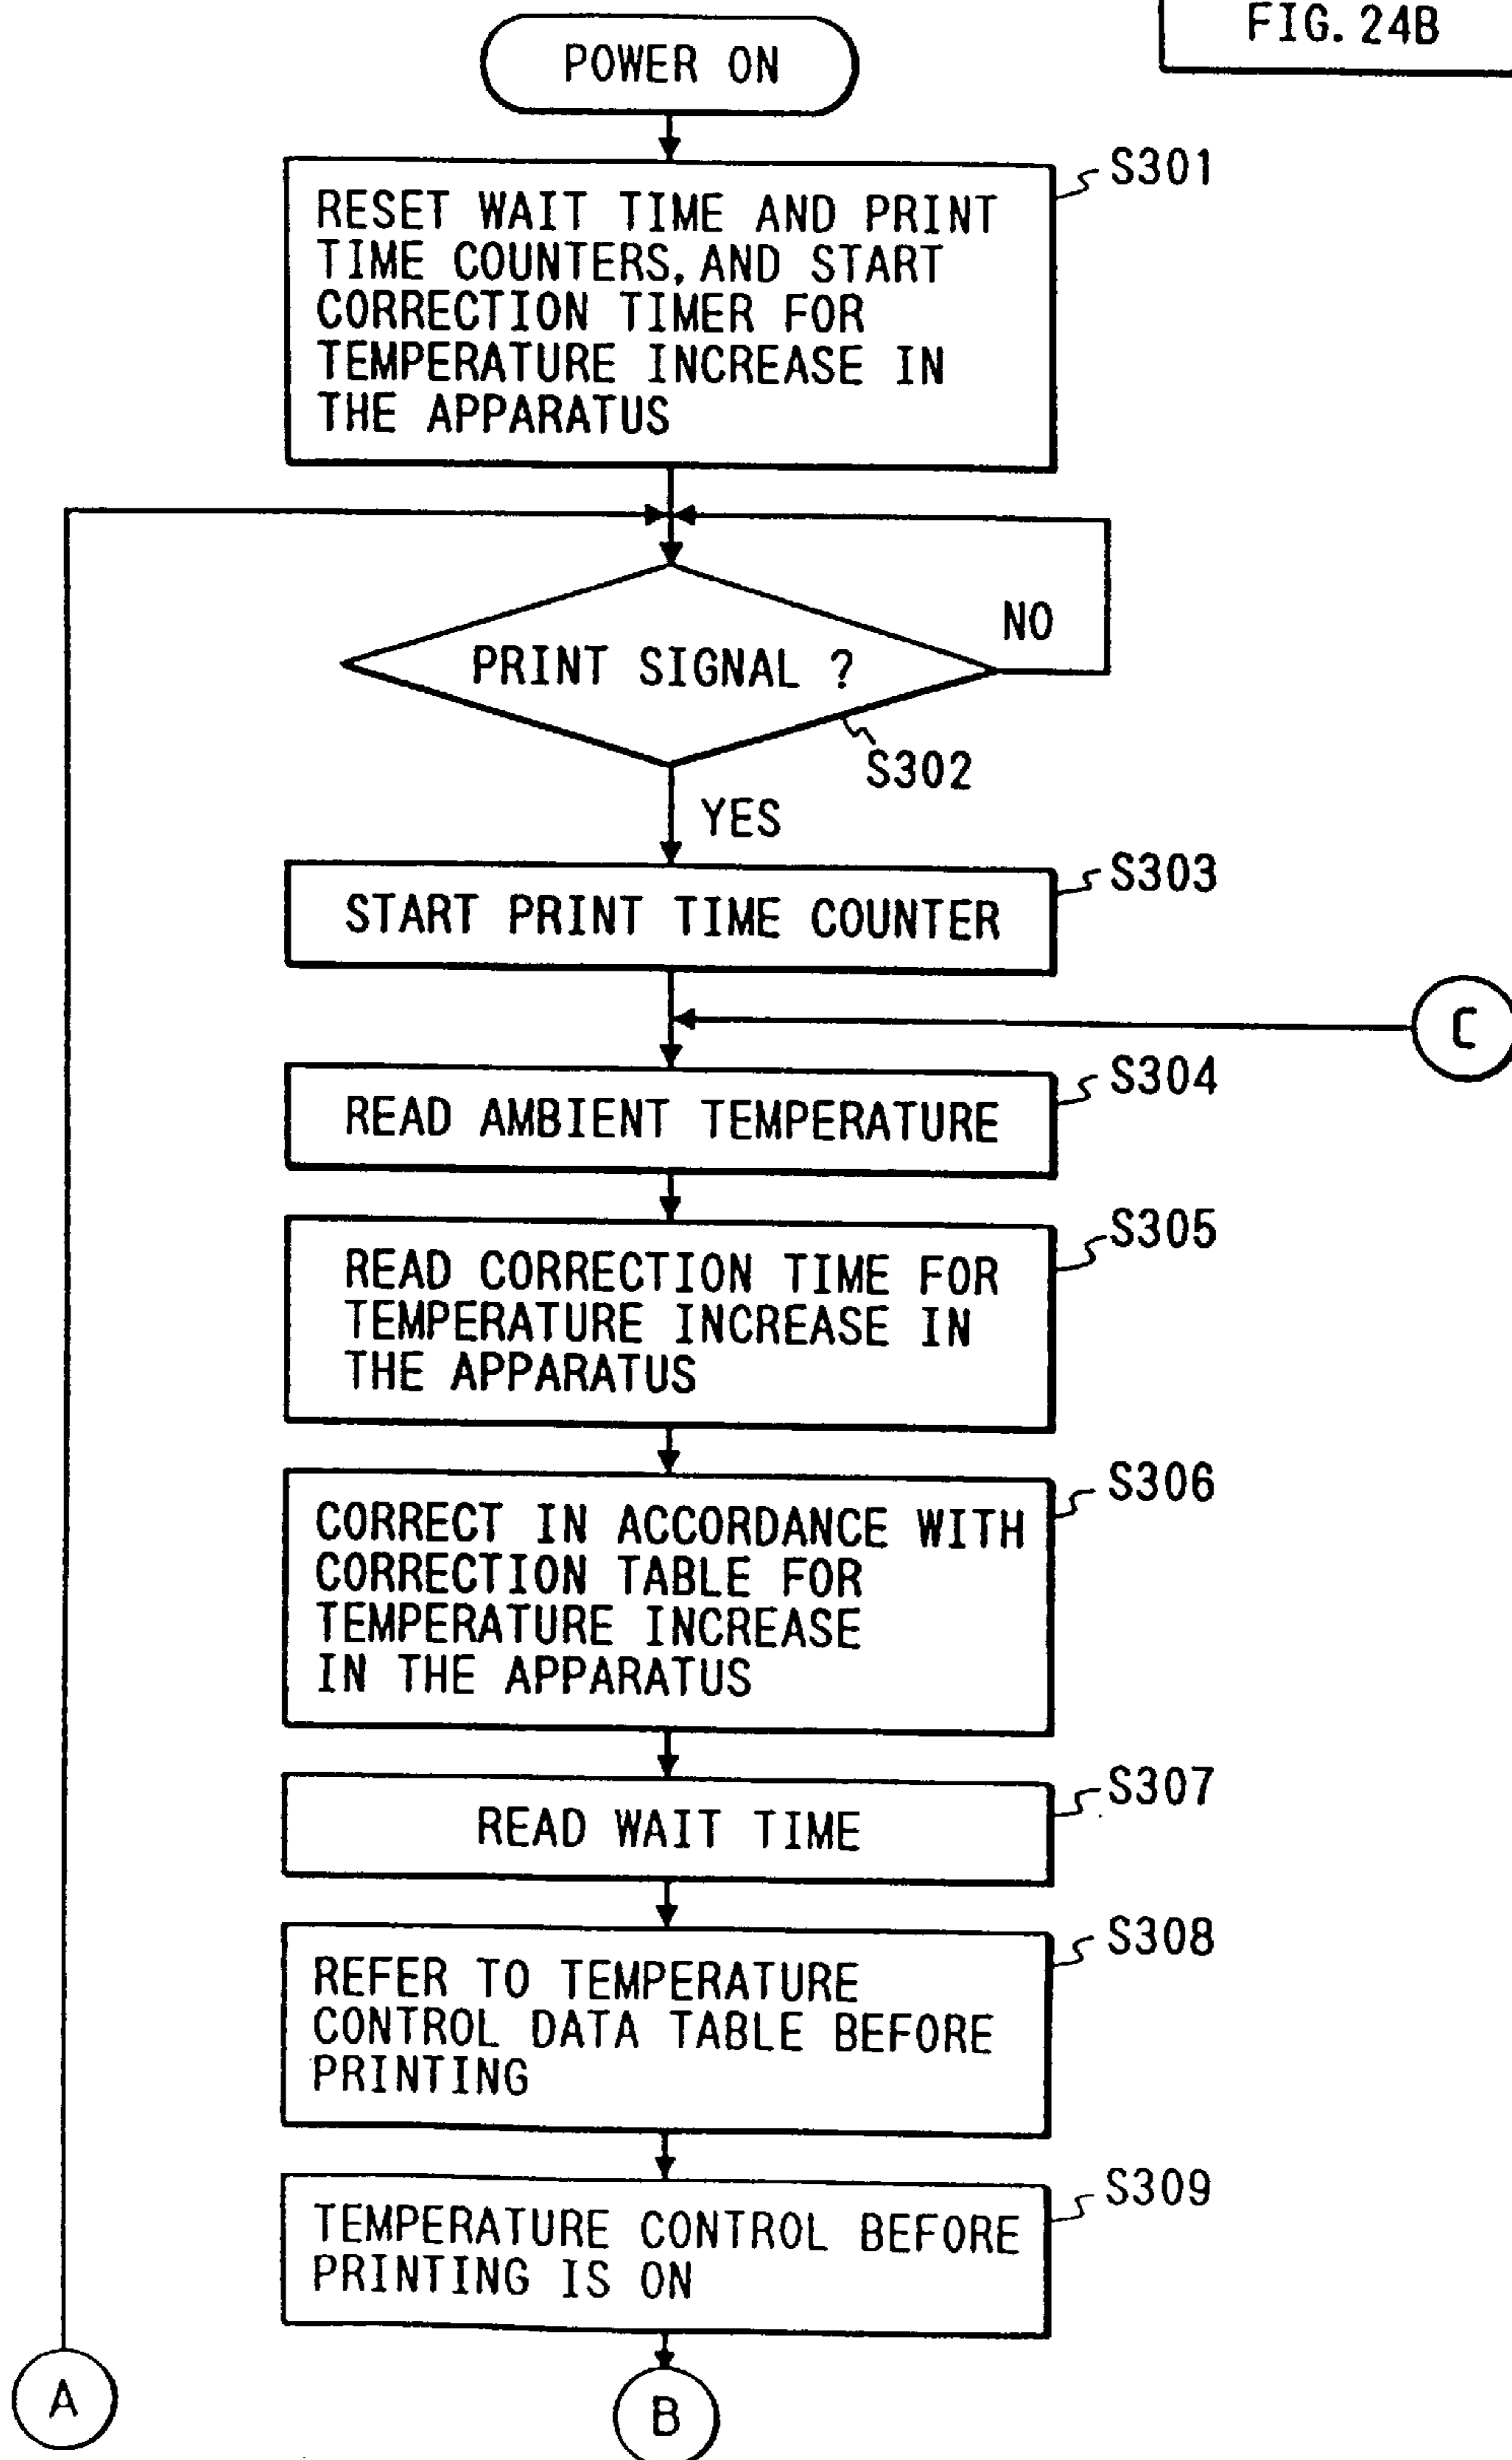 FIG. 24B
POWER ON
S301
RESET WAIT TIME AND PRINT
TIME COUNTERS, AND START
CORRECTION TIMER FOR
TEMPERATURE INCREASE IN
THE APPARATUS
NO
PRINT SIGNAL ?
S302
YES
S303
START PRINT TIME COUNTER
C
S304
READ AMBIENT TEMPERATURE
S305
READ CORRECTION TIME FOR
TEMPERATURE INCREASE IN
THE APPARATUS
S306
CORRECT IN ACCORDANCE WITH
CORRECTION TABLE FOR
TEMPERATURE INCREASE
IN THE APPARATUS
S307
READ WAIT TIME
S308
REFER TO TEMPERATURE
CONTROL DATA TABLE BEFORE
PRINTING
S309
TEMPERATURE CONTROL BEFORE
PRINTING IS ON
A
B